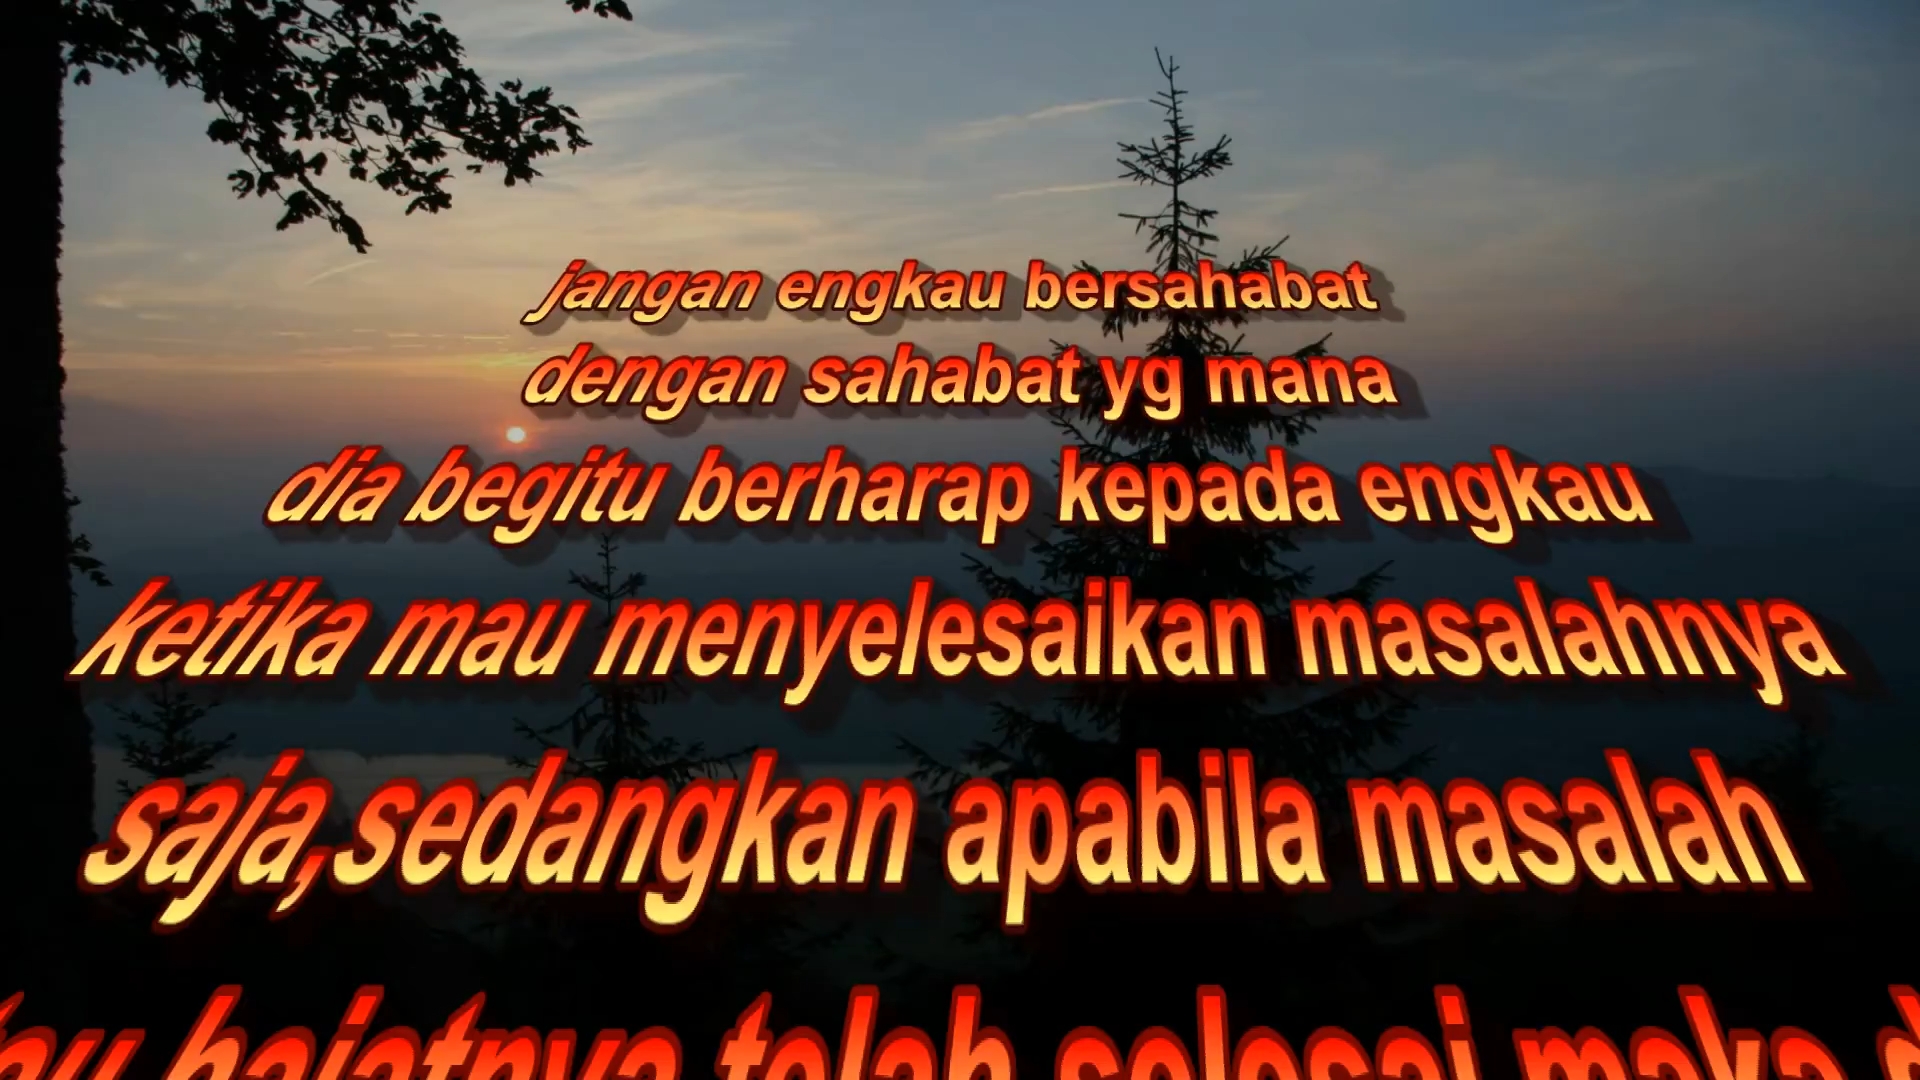 jangan engkau bersahabat
dengan sahabat yg mana
dia begitu berharap kepada engkau
ketika mau menyelesaikan masalahnya
saja,sedangkan apabila masalah
hajatnya telah selesai maka